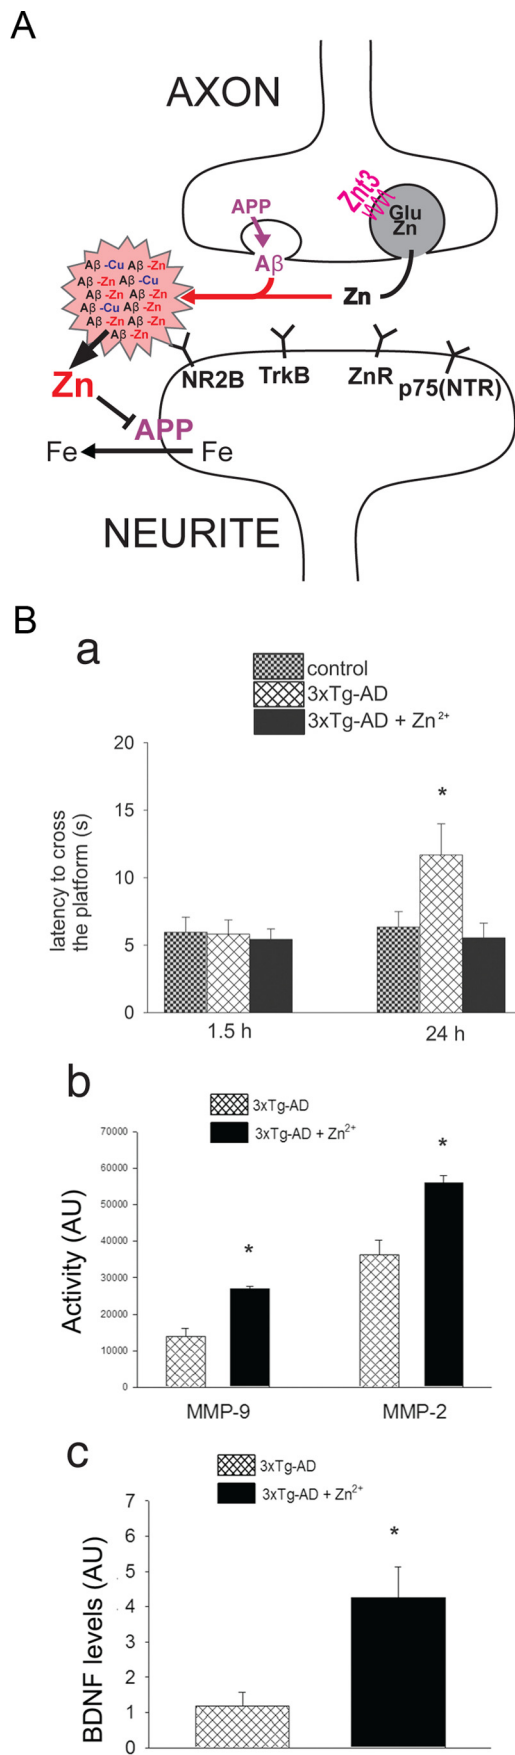 A
AXON
Znt3
APP
Glu
Zn
Aβ
Zn
Aβ -Cu Aβ -Zn
Aβ -Zn Aβ -Cu
Aβ -Zn Aβ -Zn
Aβ -Cu Aβ -Zn
Aβ -Zn Aβ -Zn
Aβ -Zn
NR2B TrkB ZnR p75(NTR)
Zn
APP
Fe Fe
NEURITE
B
a
control
3xTg-AD
3xTg-AD + Zn²⁺
20
15
10
5
0
latency to cross
the platform (s)
*
1.5 h 24 h
b
3xTg-AD
3xTg-AD + Zn²⁺
70000
60000
50000
40000
30000
20000
10000
0
Activity (AU)
*
*
MMP-9 MMP-2
c
3xTg-AD
3xTg-AD + Zn²⁺
7
6
5
4
3
2
1
0
BDNF levels (AU)
*